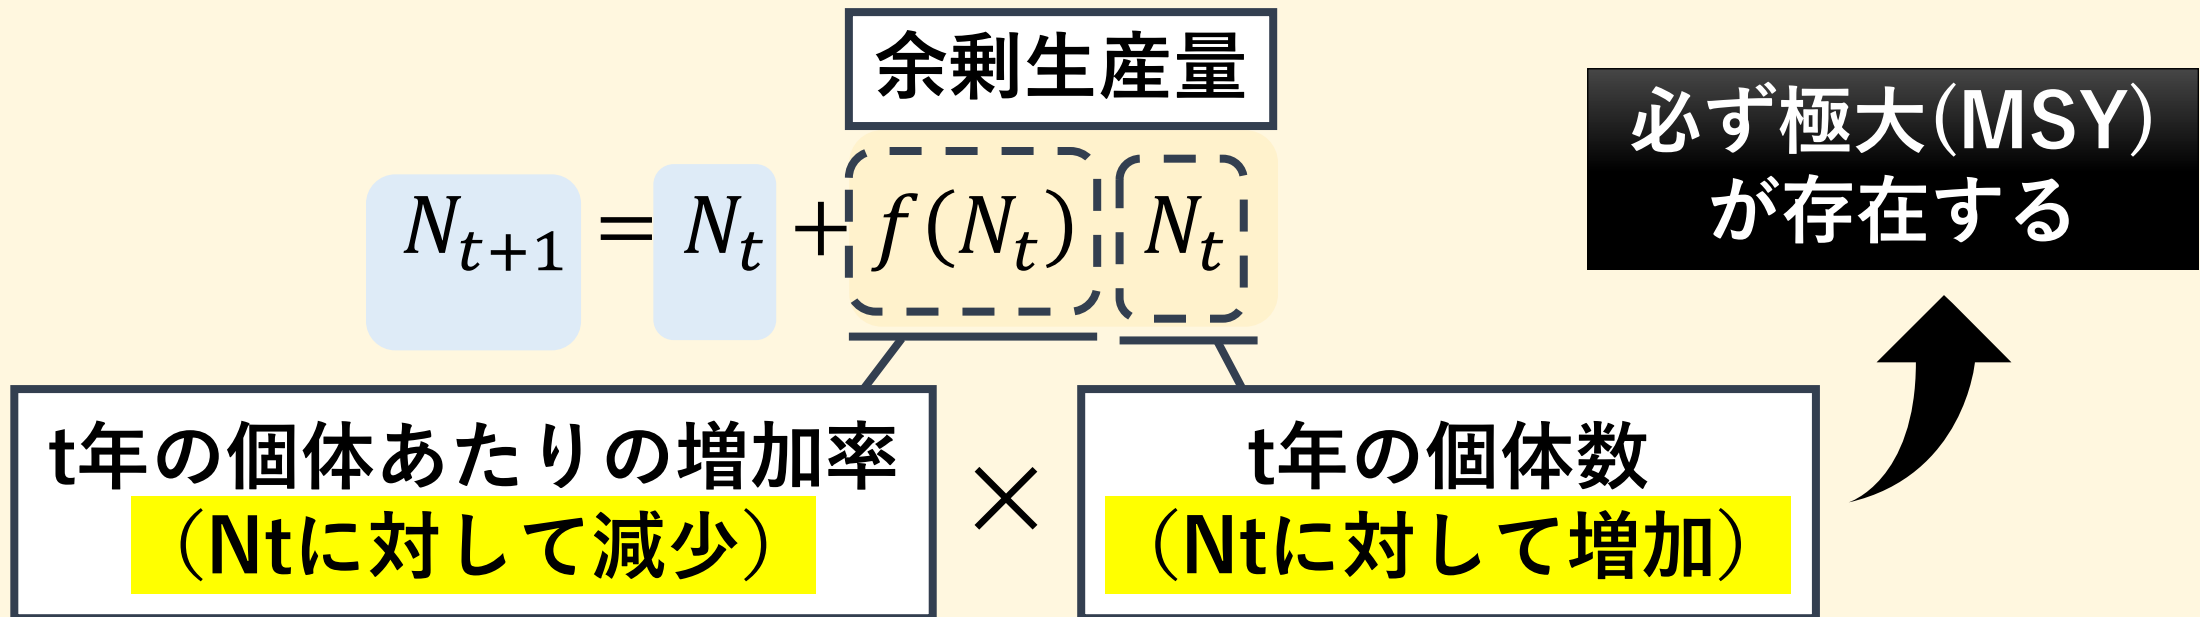 余剰生産量
必ず極大(MSY)
が存在する
N_{t+1} = N_t + f(N_t) N_t
t年の個体あたりの増加率
（Ntに対して減少）
×
t年の個体数
（Ntに対して増加）